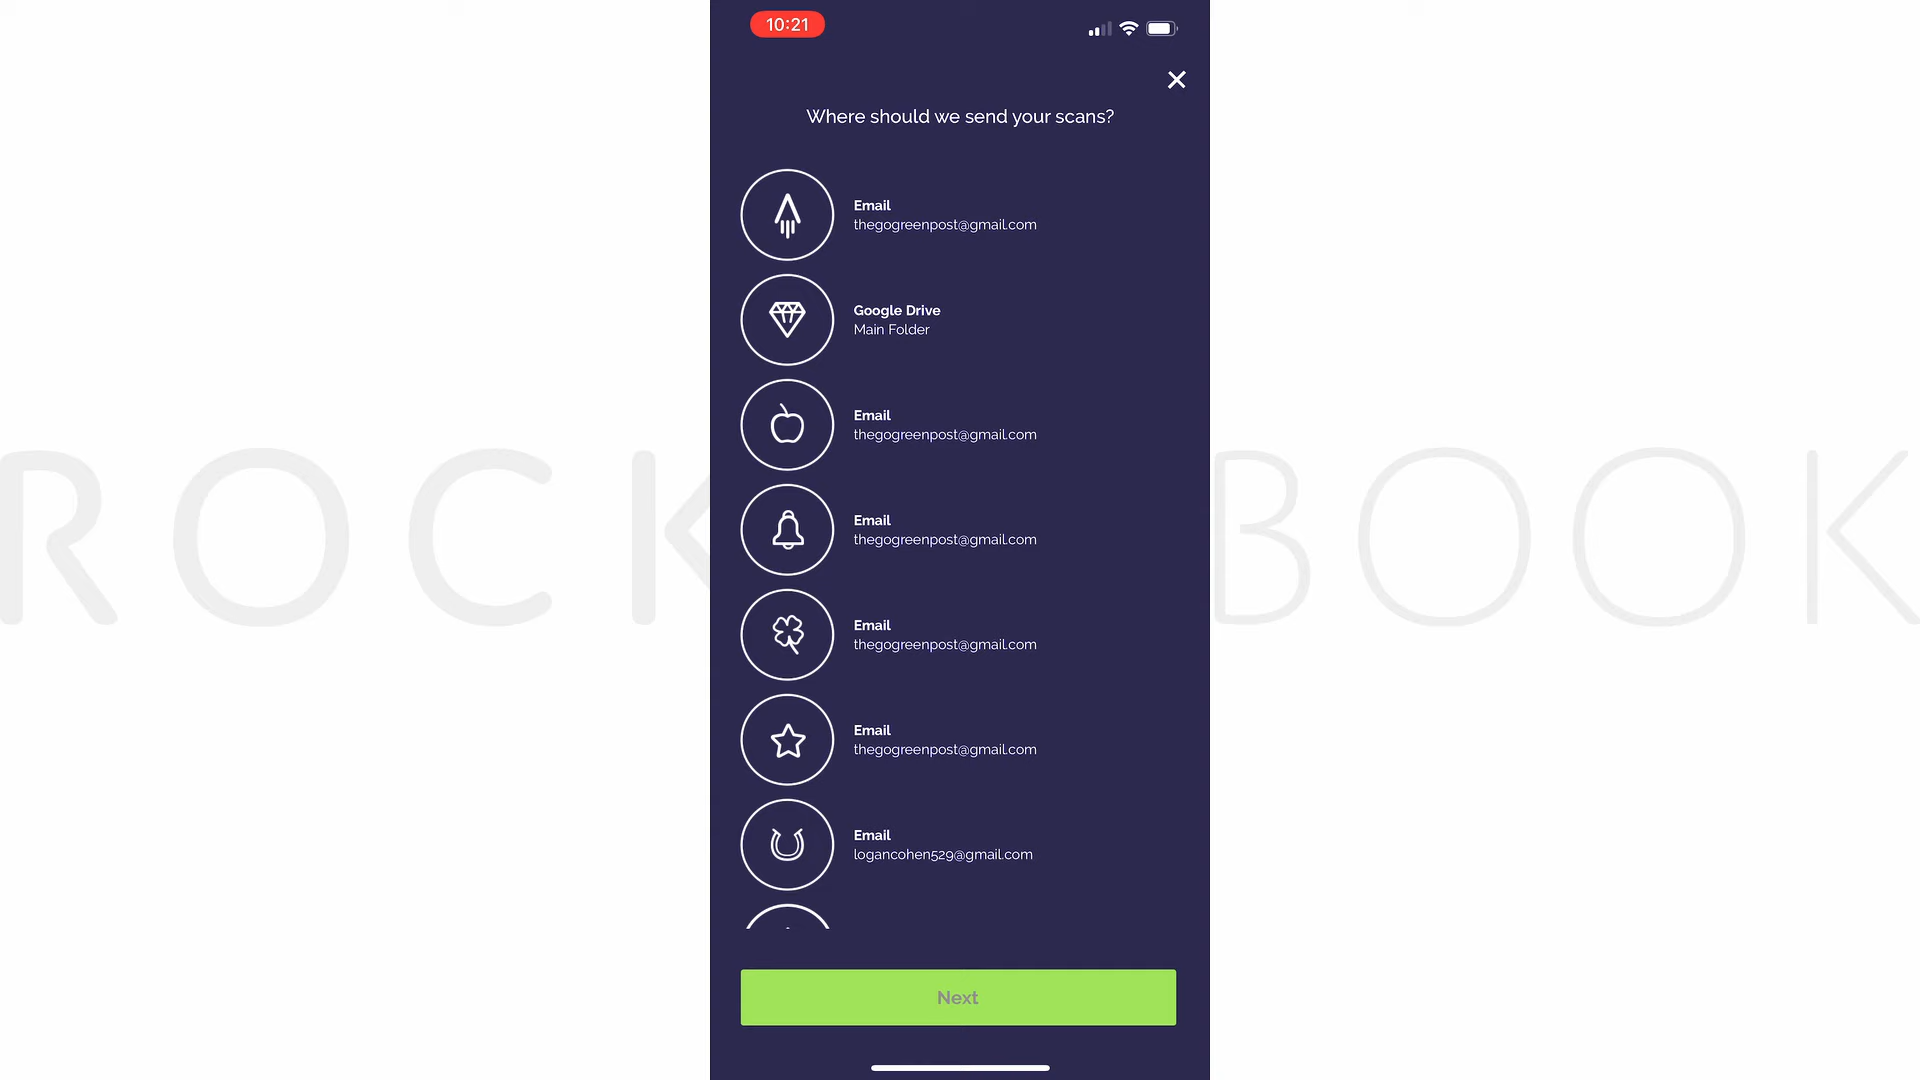 10:21
Where should we send your scans?
Email
thegogreenpost@gmail.com
Google Drive
Main Folder
Email
thegogreenpost@gmail.com
Email
thegogreenpost@gmail.com
Email
thegogreenpost@gmail.com
Email
thegogreenpost@gmail.com
Email
logancohen529@gmail.com
ROCK BOOK
Next